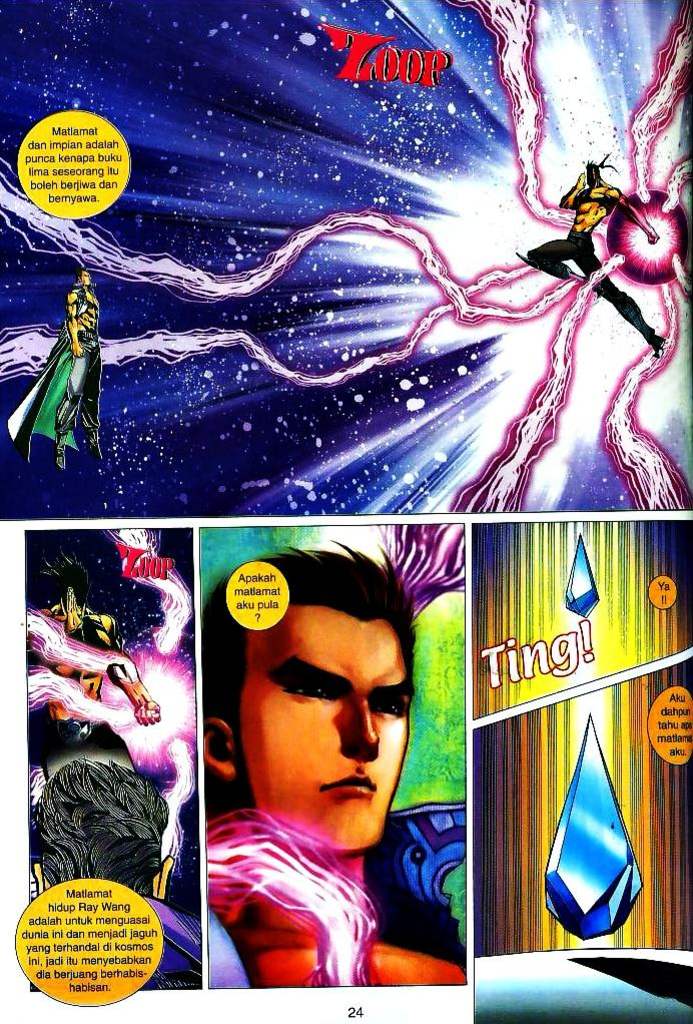 ZOOP
Matlamat
dan impian adalah
punca kenapa buku
lima seseorang itu
boleh berjiwa dan
bernyawa.
ZOOP
Matlamat
hidup Ray Wang
adalah untuk menguasai
dunia ini dan menjadi jaguh
yang terhandal di kosmos
ini, jadi itu menyebabkan
dia berjuang berhabis-
habisan.
Apakah
matlamat
aku pula
?
Ya
!!
Ting!
Aku
dahpun
tahu apa
matlamat
aku.
24